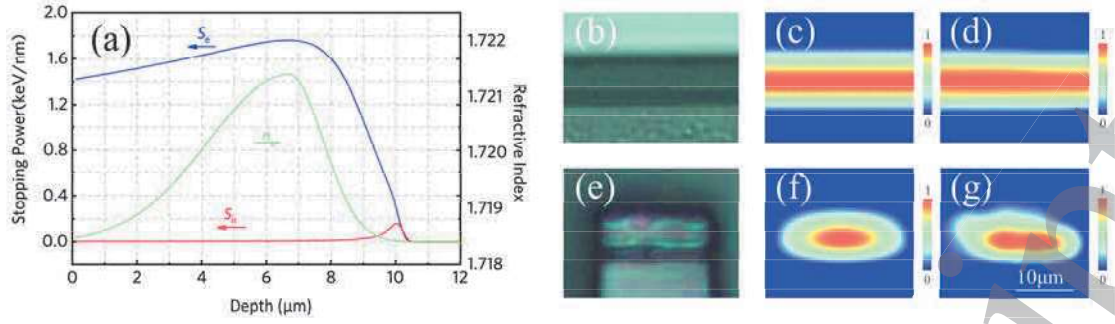 (a)
Sₑ
n
Sₙ
Stopping Power(keV/nm)
2.0
1.6
1.2
0.8
0.4
0.0
0
2
4
6
8
10
12
Depth (μm)
1.722
1.721
1.720
1.719
1.718
Refractive Index
(b)
(c)
1
0
(d)
1
0
(e)
(f)
1
0
(g)
10μm
1
0